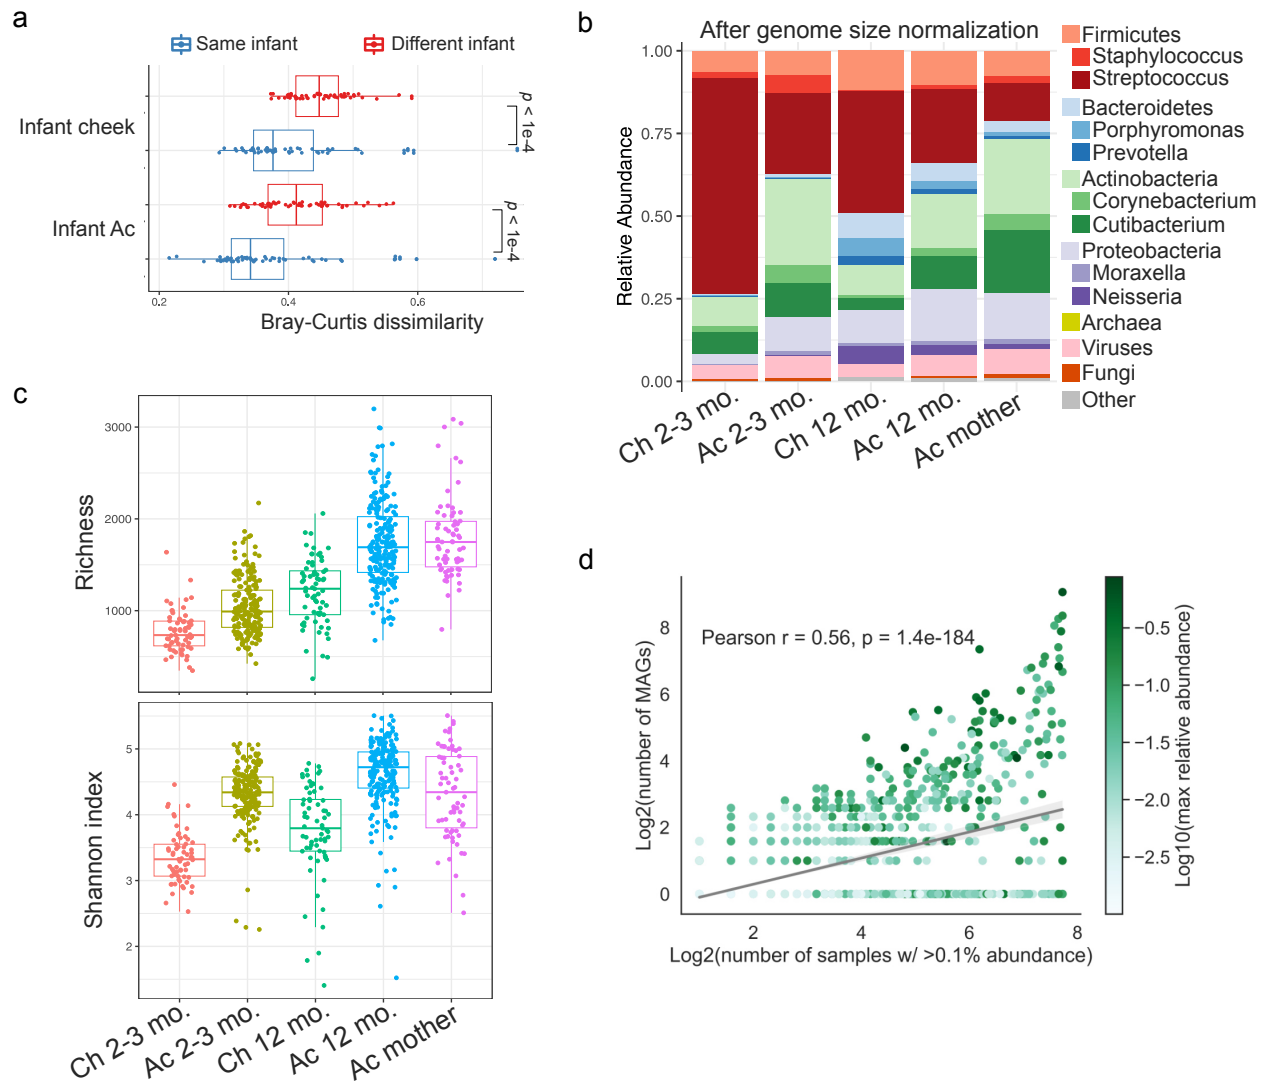 a
Same infant
Different infant
Infant cheek
Infant Ac
p < 1e-4
p < 1e-4
0.2
0.4
0.6
Bray-Curtis dissimilarity
b
After genome size normalization
Relative Abundance
1.00
0.75
0.50
0.25
0.00
Ch 2-3 mo.
Ac 2-3 mo.
Ch 12 mo.
Ac 12 mo.
Ac mother
Firmicutes
Staphylococcus
Streptococcus
Bacteroidetes
Porphyromonas
Prevotella
Actinobacteria
Corynebacterium
Cutibacterium
Proteobacteria
Moraxella
Neisseria
Archaea
Viruses
Fungi
Other
c
Richness
3000
2000
1000
Shannon index
5
4
3
2
Ch 2-3 mo.
Ac 2-3 mo.
Ch 12 mo.
Ac 12 mo.
Ac mother
d
Pearson r = 0.56, p = 1.4e-184
Log2(number of MAGs)
8
6
4
2
0
2
4
6
8
Log2(number of samples w/ >0.1% abundance)
−0.5
−1.0
−1.5
−2.0
−2.5
Log10(max relative abundance)